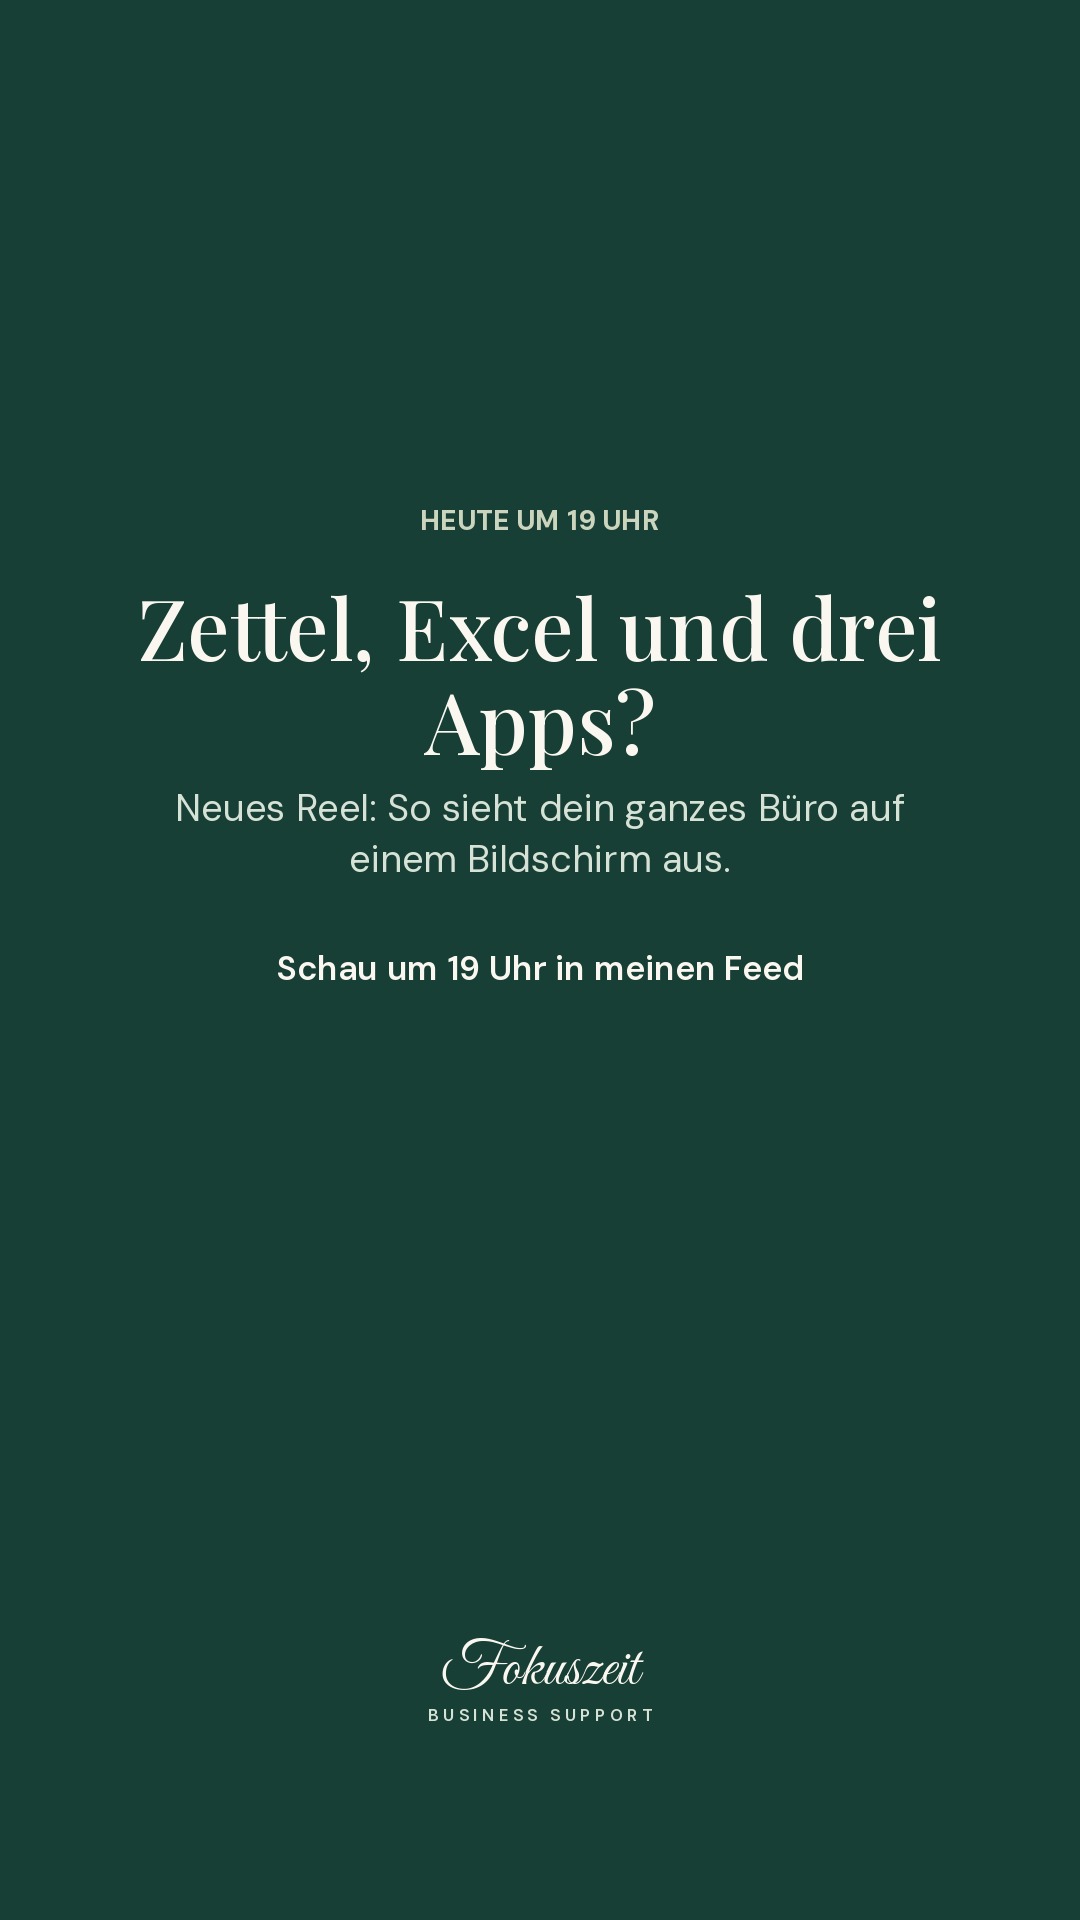 HEUTE UM 19 UHR
Zettel, Excel und drei
Apps?
Neues Reel: So sieht dein ganzes Büro auf
einem Bildschirm aus.
Schau um 19 Uhr in meinen Feed
Fokuszeit
BUSINESS SUPPORT